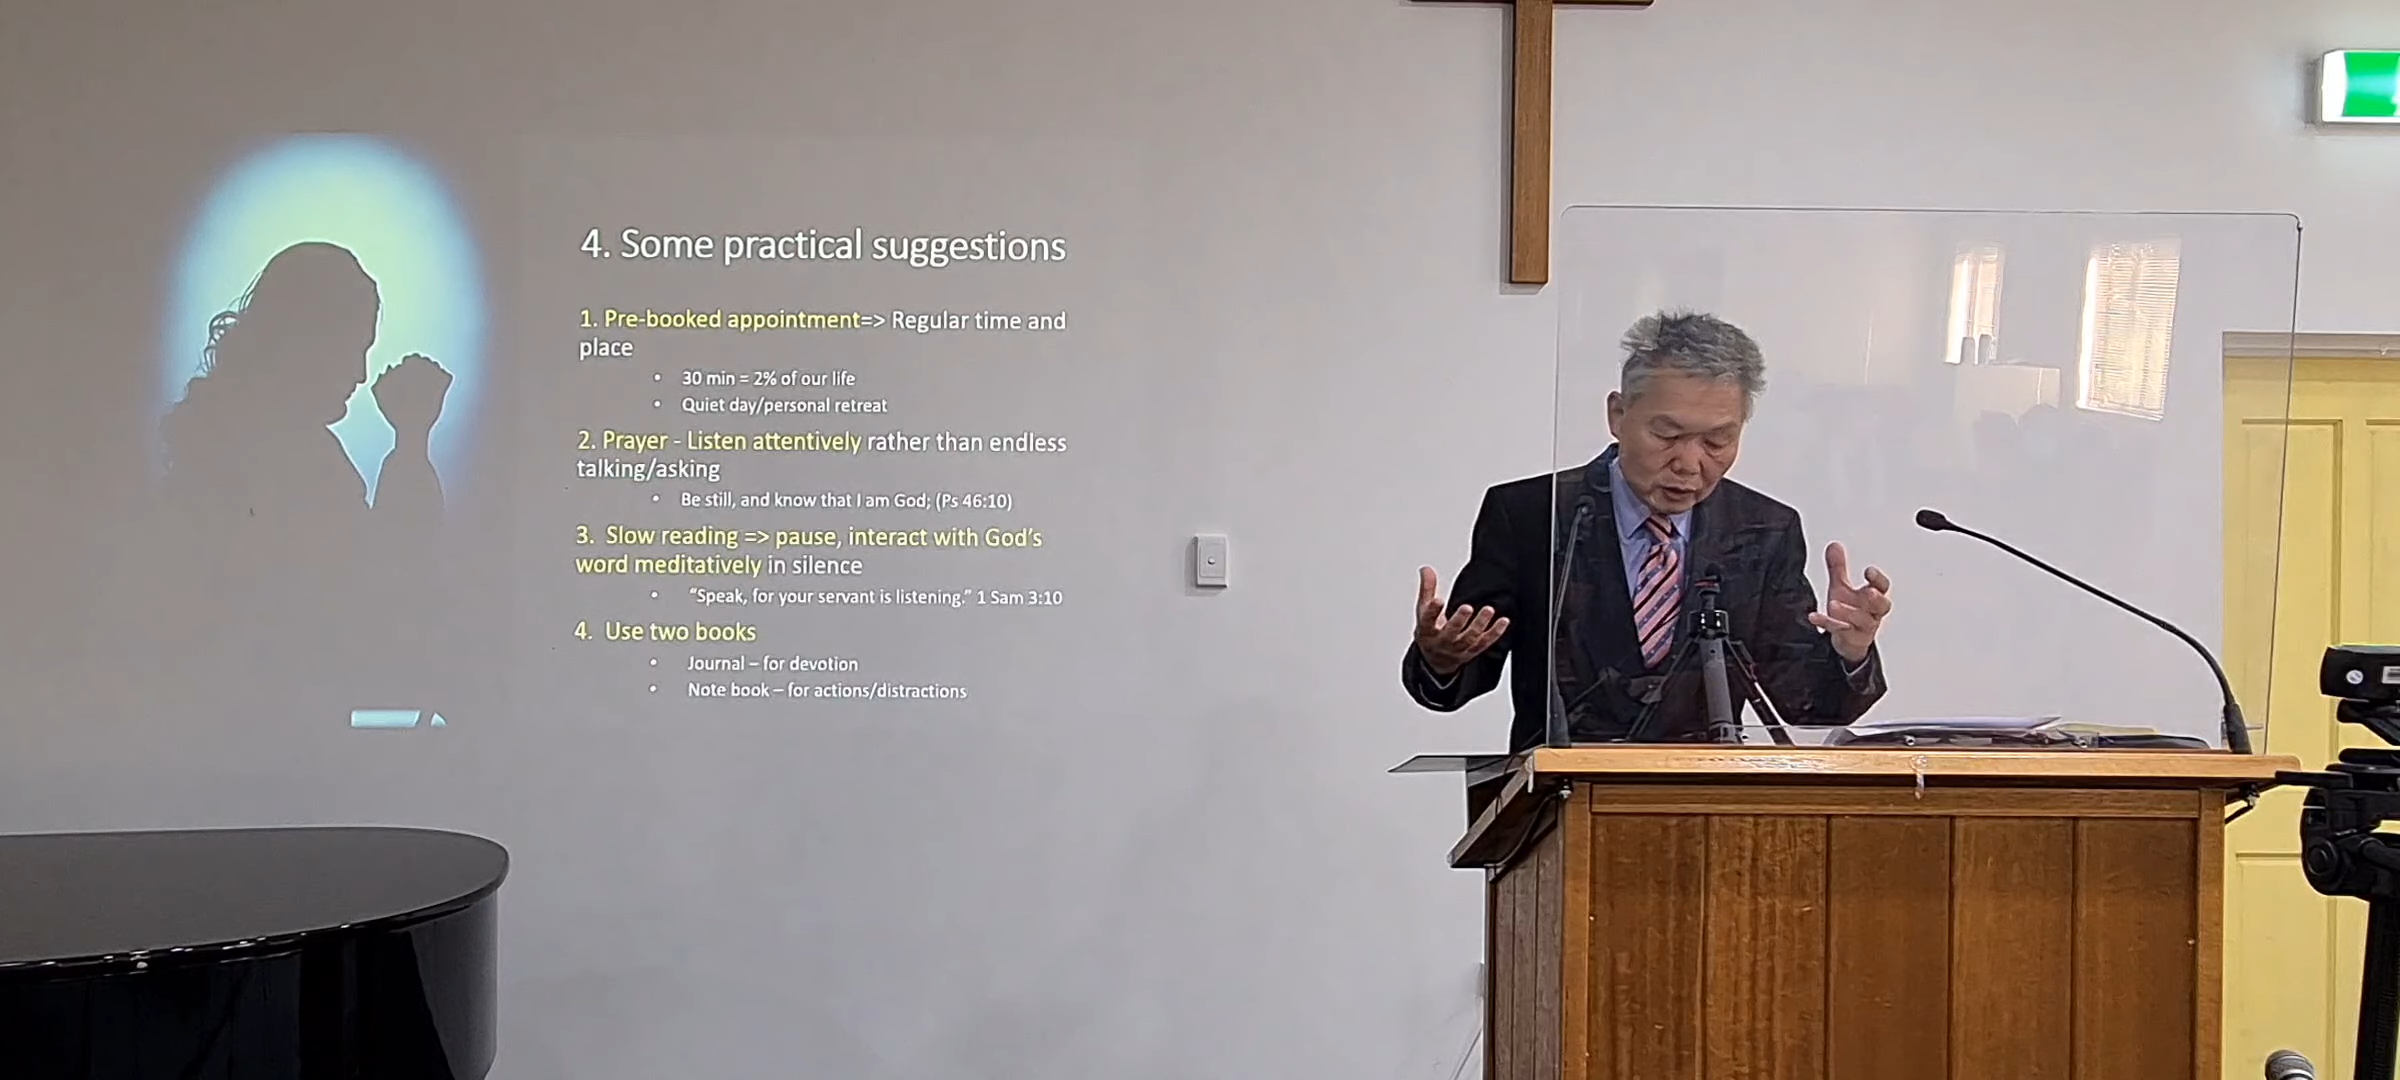 4. Some practical suggestions
1. Pre-booked appointment=> Regular time and
place
• 30 min = 2% of our life
• Quiet day/personal retreat
2. Prayer - Listen attentively rather than endless
talking/asking
• Be still, and know that I am God; (Ps 46:10)
3. Slow reading => pause, interact with God's
word meditatively in silence
• “Speak, for your servant is listening.” 1 Sam 3:10
4. Use two books
• Journal – for devotion
• Note book – for actions/distractions